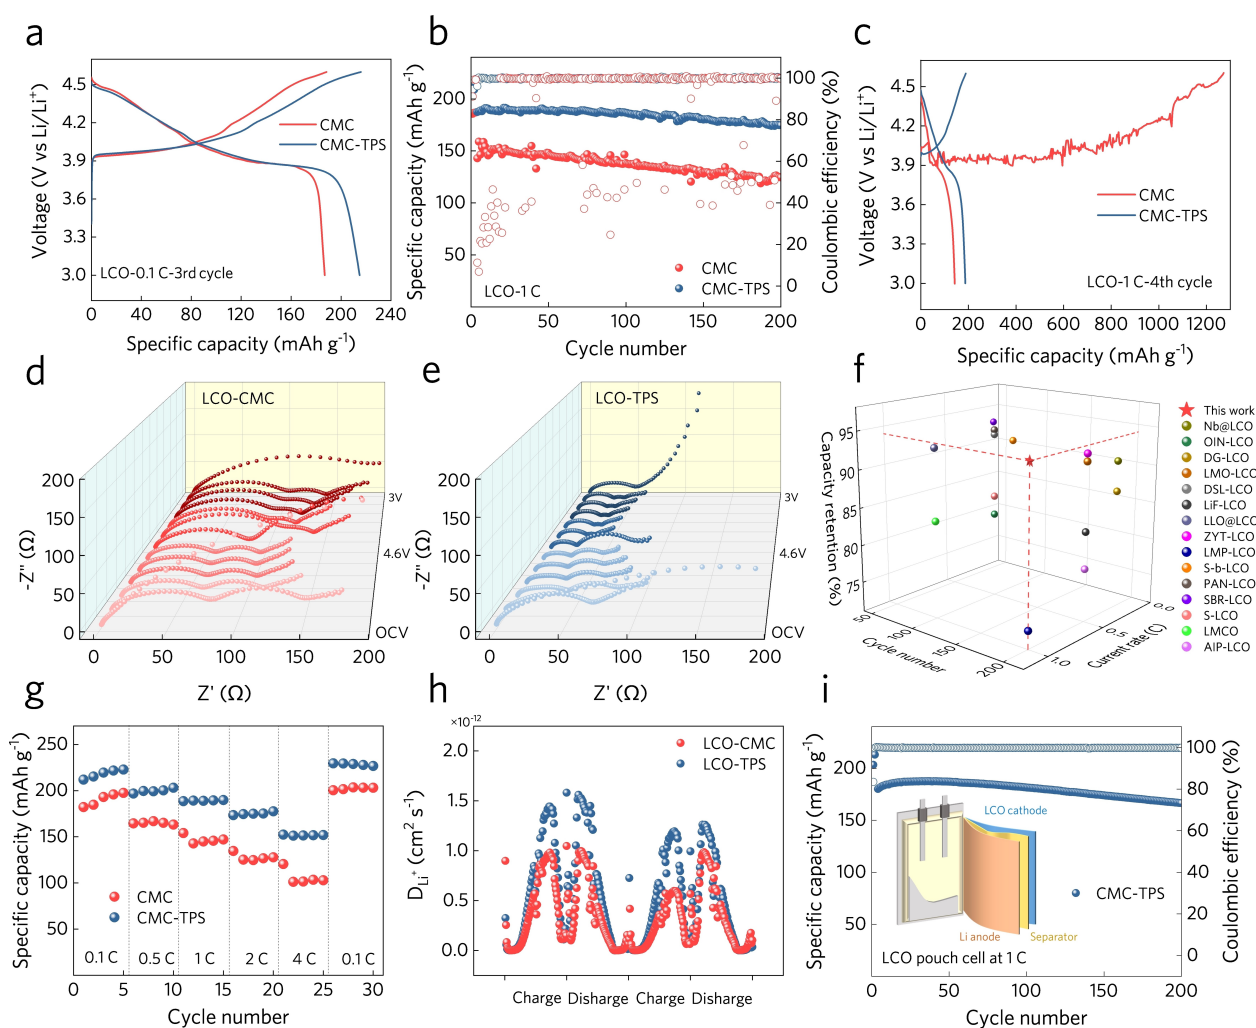 a
Voltage (V vs Li/Li⁺)
4.5
4.2
3.9
3.6
3.3
3.0
CMC
CMC-TPS
LCO-0.1 C-3rd cycle
0 40 80 120 160 200 240
Specific capacity (mAh g⁻¹)
b
Specific capacity (mAh g⁻¹)
200
150
100
50
100
80
60
40
20
0
Coulombic efficiency (%)
CMC
CMC-TPS
LCO-1 C
0 50 100 150 200
Cycle number
c
Voltage (V vs Li/Li⁺)
4.5
4.2
3.9
3.6
3.3
3.0
CMC
CMC-TPS
LCO-1 C-4th cycle
0 200 400 600 800 1000 1200
Specific capacity (mAh g⁻¹)
d
LCO-CMC
-Z" (Ω)
200
150
100
50
0
3V
4.6V
OCV
0 50 100 150 200
Z' (Ω)
e
LCO-TPS
-Z" (Ω)
200
150
100
50
0
3V
4.6V
OCV
0 50 100 150 200
Z' (Ω)
f
Capacity retention (%)
95
90
85
80
75
50
100
150
200
Cycle number
1.0
0.5
0.0
Current rate (C)
This work
Nb@LCO
OIN-LCO
DG-LCO
LMO-LCO
DSL-LCO
LiF-LCO
LLO@LCO
ZYT-LCO
LMP-LCO
S-b-LCO
PAN-LCO
SBR-LCO
S-LCO
LMCO
AIP-LCO
g
Specific capacity (mAh g⁻¹)
250
200
150
100
50
CMC
CMC-TPS
0.1 C 0.5 C 1 C 2 C 4 C 0.1 C
0 5 10 15 20 25 30
Cycle number
h
×10⁻¹²
D Li⁺ (cm² s⁻¹)
2.0
1.5
1.0
0.5
0.0
LCO-CMC
LCO-TPS
Charge Disharge Charge Disharge
i
Specific capacity (mAh g⁻¹)
200
150
100
50
100
80
60
40
20
0
Coulombic efficiency (%)
LCO cathode
Li anode
Separator
CMC-TPS
LCO pouch cell at 1 C
0 50 100 150 200
Cycle number